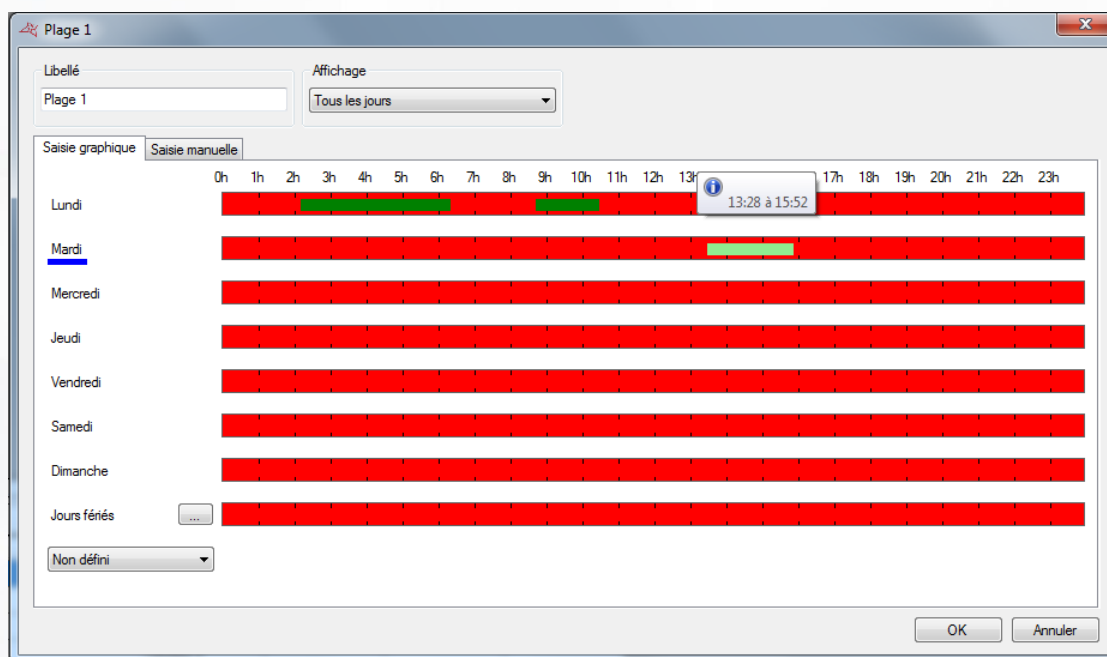 Plage 1
Libellé
Affichage
Plage 1
Tous les jours
Saisie graphique
Saisie manuelle
0h 1h 2h 3h 4h 5h 6h 7h 8h 9h 10h 11h 12h 13h 17h 18h 19h 20h 21h 22h 23h
13:28 à 15:52
Lundi
Mardi
Mercredi
Jeudi
Vendredi
Samedi
Dimanche
Jours fériés ...
Non défini
OK Annuler